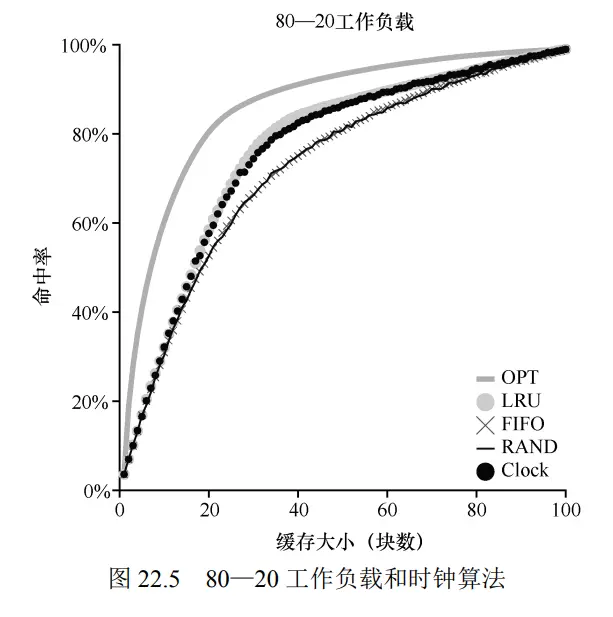 80—20工作负载
100%
80%
60%
40%
20%
0%
命中率
0 20 40 60 80 100
缓存大小（块数）
OPT
LRU
FIFO
RAND
Clock
图 22.5 80—20 工作负载和时钟算法